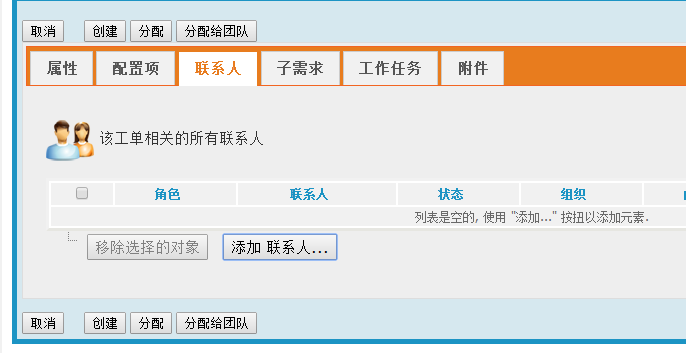 取消 创建 分配 分配给团队
属性 配置项 联系人 子需求 工作任务 附件
该工单相关的所有联系人
角色 联系人 状态 组织
列表是空的, 使用 "添加..." 按扭以添加元素.
移除选择的对象 添加 联系人...
取消 创建 分配 分配给团队